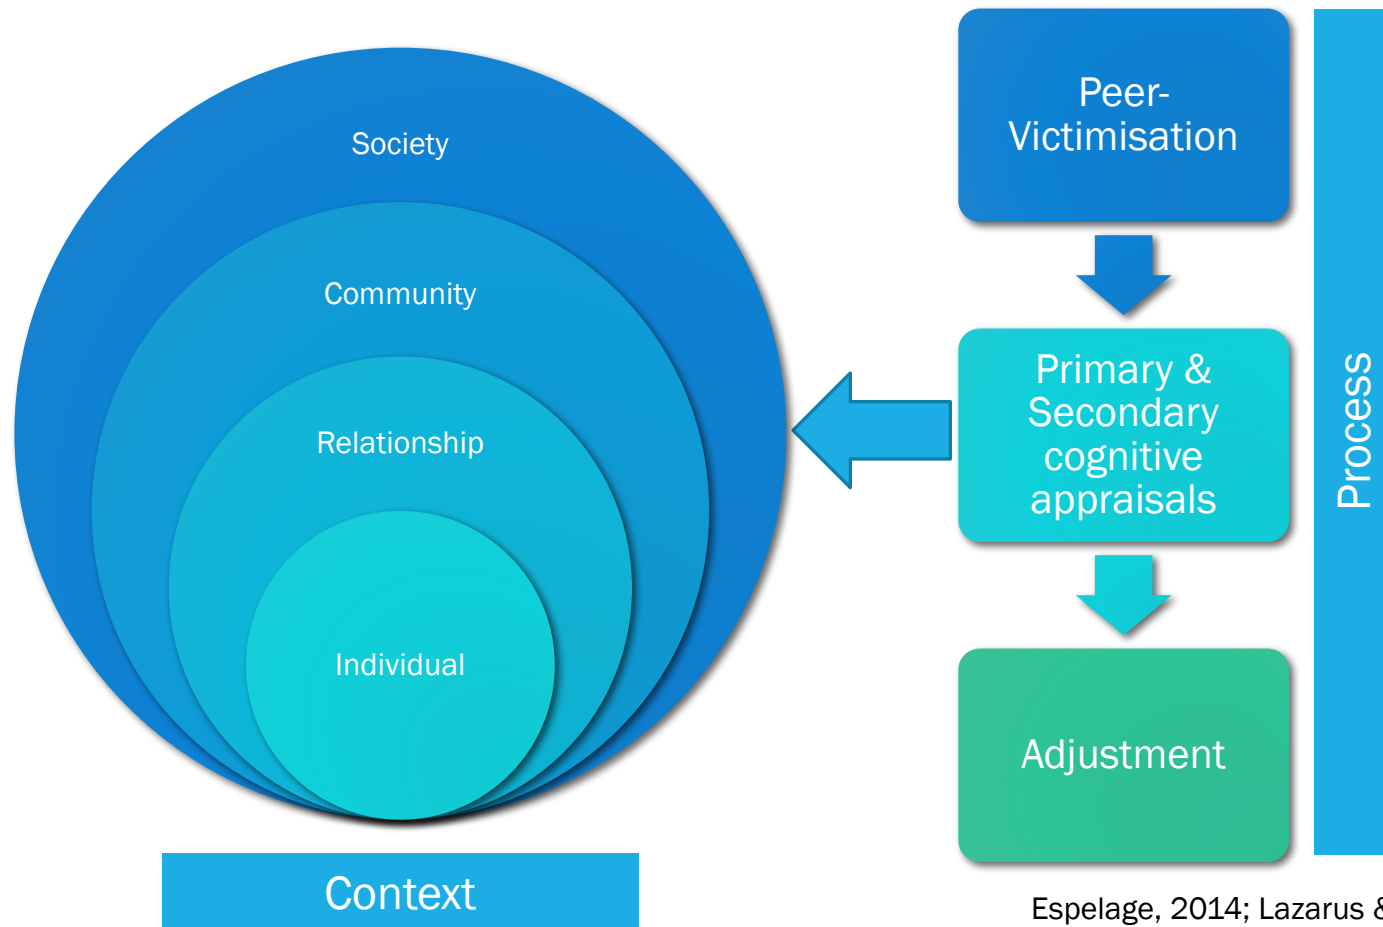 Society
Community
Relationship
Individual
Context
Peer-
Victimisation
Primary &
Secondary
cognitive
appraisals
Adjustment
Process
Espelage, 2014; Lazarus &